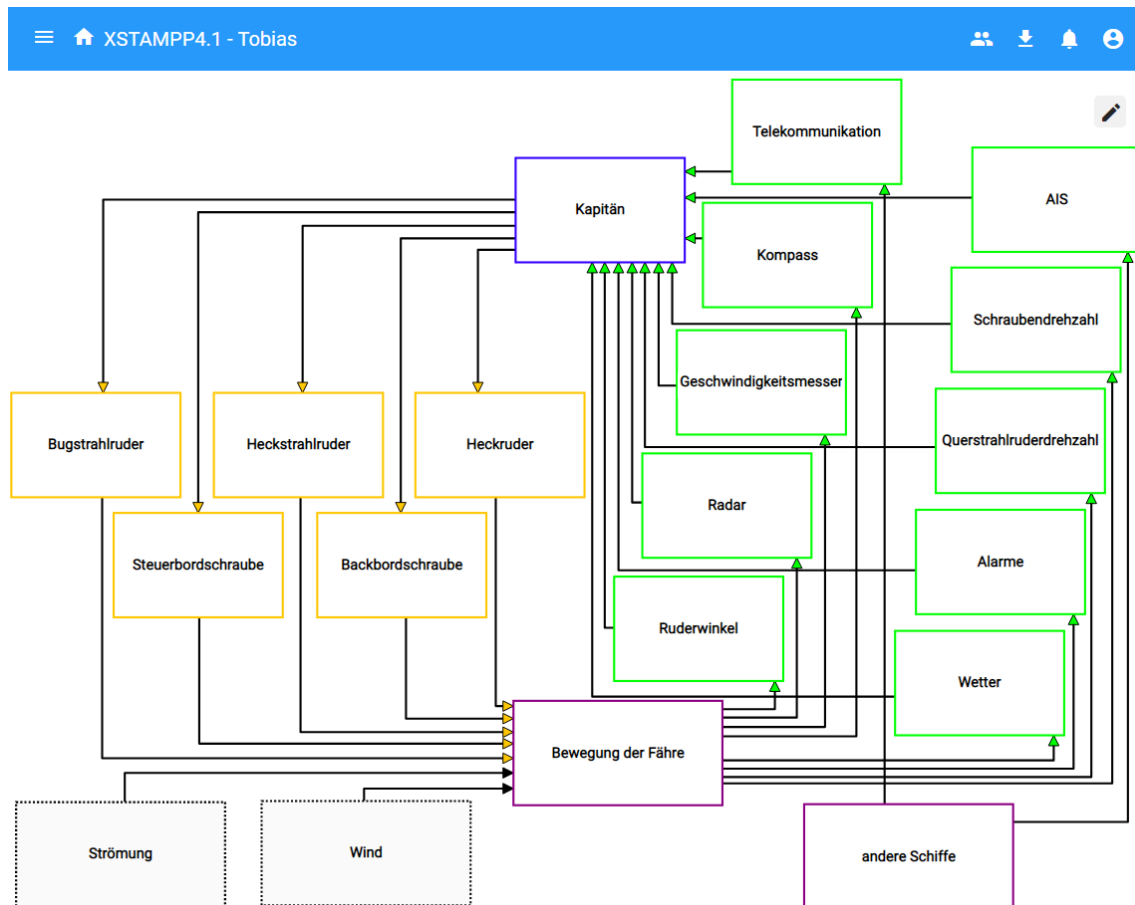 XSTAMPP4.1 - Tobias
Telekommunikation
Kapitän
AIS
Kompass
Schraubendrehzahl
Geschwindigkeitsmesser
Bugstrahlruder
Heckstrahlruder
Heckruder
Querstrahlruderdrehzahl
Radar
Steuerbordschraube
Backbordschraube
Alarme
Ruderwinkel
Wetter
Bewegung der Fähre
Strömung
Wind
andere Schiffe